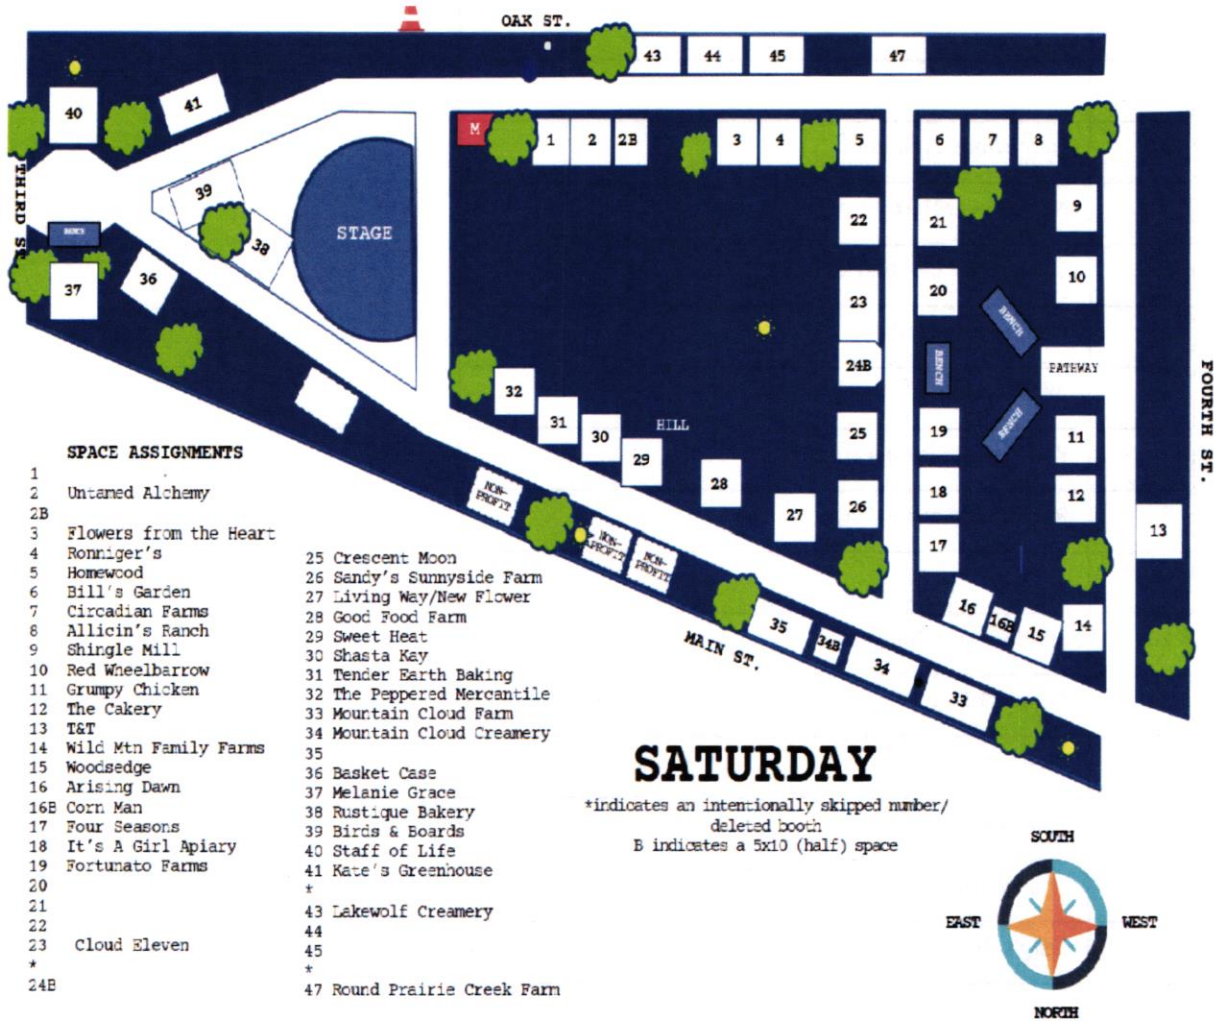 OAK ST.
43 44 45 47
40 41
M 1 2 2B 3 4 5 6 7 8
THIRD ST
39
38
STAGE
22 21 9
BENCH
37 36
23 20 10
BENCH
24B BENCH PATHWAY
FOURTH ST.
32
31 30 29
HILL
28 27
25 26
19 18 17
BENCH
11 12
13
16 16B 15 14
NON-
PROFIT
NON-
PROFIT
NON-
PROFIT
MAIN ST.
35 34B 34 33
SPACE ASSIGNMENTS
1
2 Untamed Alchemy
2B
3 Flowers from the Heart
4 Ronniger's
5 Homewood
6 Bill's Garden
7 Circadian Farms
8 Allicin's Ranch
9 Shingle Mill
10 Red Wheelbarrow
11 Grumpy Chicken
12 The Cakery
13 T&T
14 Wild Mtn Family Farms
15 Woodsedge
16 Arising Dawn
16B Corn Man
17 Four Seasons
18 It's A Girl Apiary
19 Fortunato Farms
20
21
22
23 Cloud Eleven
*
24B
25 Crescent Moon
26 Sandy's Sunnyside Farm
27 Living Way/New Flower
28 Good Food Farm
29 Sweet Heat
30 Shasta Kay
31 Tender Earth Baking
32 The Peppered Mercantile
33 Mountain Cloud Farm
34 Mountain Cloud Creamery
35
36 Basket Case
37 Melanie Grace
38 Rustique Bakery
39 Birds & Boards
40 Staff of Life
41 Kate's Greenhouse
*
43 Lakewolf Creamery
44
45
*
47 Round Prairie Creek Farm
SATURDAY
*indicates an intentionally skipped number/
deleted booth
B indicates a 5x10 (half) space
SOUTH
EAST WEST
NORTH